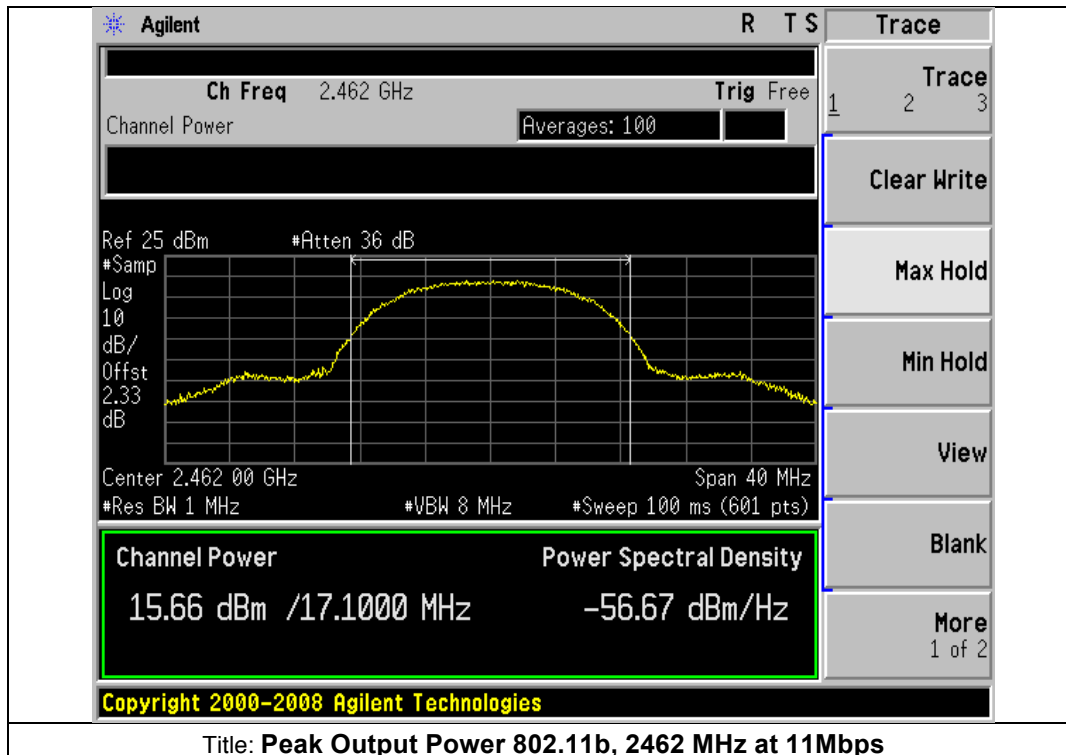 Agilent R T S Trace
Ch Freq 2.462 GHz Trig Free
Channel Power Averages: 100
Trace
1 2 3
Clear Write
Ref 25 dBm #Atten 36 dB
#Samp
Log
10
dB/
Offst
2.33
dB
Max Hold
Min Hold
View
Center 2.462 00 GHz Span 40 MHz
#Res BW 1 MHz #VBW 8 MHz #Sweep 100 ms (601 pts)
Channel Power Power Spectral Density
15.66 dBm /17.1000 MHz -56.67 dBm/Hz
Blank
More
1 of 2
Copyright 2000-2008 Agilent Technologies
Title: Peak Output Power 802.11b, 2462 MHz at 11Mbps